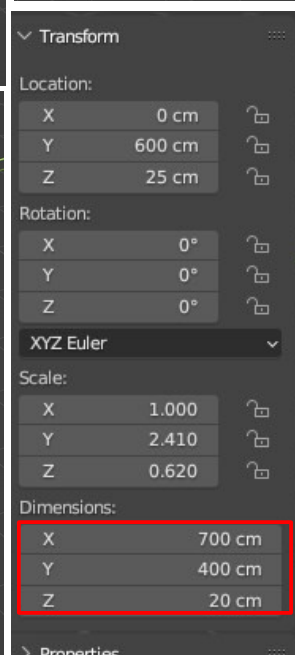 Transform
Location:
X 0 cm
Y 600 cm
Z 25 cm
Rotation:
X 0°
Y 0°
Z 0°
XYZ Euler
Scale:
X 1.000
Y 2.410
Z 0.620
Dimensions:
X 700 cm
Y 400 cm
Z 20 cm
Properties